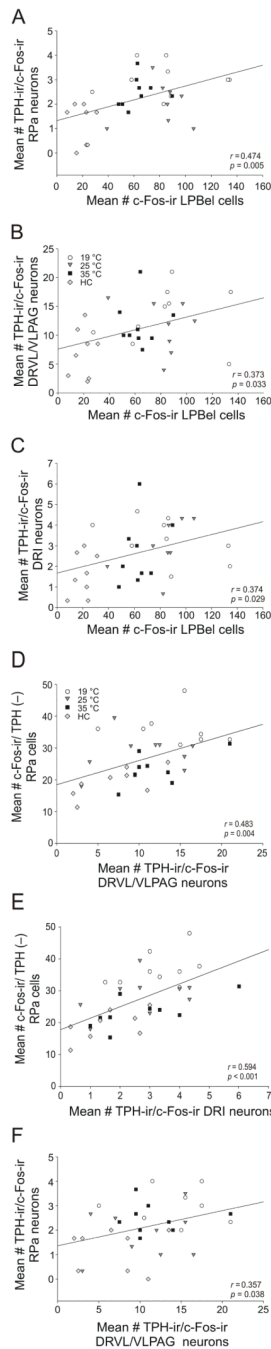 A
Mean # TPH-ir/c-Fos-ir
RPa neurons
5
4
3
2
1
0
r = 0.474
p = 0.005
0 20 40 60 80 100 120 140 160
Mean # c-Fos-ir LPBel cells
B
Mean # TPH-ir/c-Fos-ir
DRVL/VLPAG neurons
25
20
15
10
5
0
19 °C
25 °C
35 °C
HC
r = 0.373
p = 0.033
0 20 40 60 80 100 120 140 160
Mean # c-Fos-ir LPBel cells
C
Mean # TPH-ir/c-Fos-ir
DRI neurons
7
6
5
4
3
2
1
0
r = 0.374
p = 0.029
0 20 40 60 80 100 120 140 160
Mean # c-Fos-ir LPBel cells
D
Mean # c-Fos-ir/ TPH (–)
RPa cells
60
50
40
30
20
10
0
19 °C
25 °C
35 °C
HC
r = 0.483
p = 0.004
0 5 10 15 20 25
Mean # TPH-ir/c-Fos-ir
DRVL/VLPAG neurons
E
Mean # c-Fos-ir/ TPH (–)
RPa cells
60
50
40
30
20
10
0
r = 0.594
p < 0.001
0 1 2 3 4 5 6 7
Mean # TPH-ir/c-Fos-ir DRI neurons
F
Mean # TPH-ir/c-Fos-ir
RPa neurons
5
4
3
2
1
0
r = 0.357
p = 0.038
0 5 10 15 20 25
Mean # TPH-ir/c-Fos-ir
DRVL/VLPAG neurons